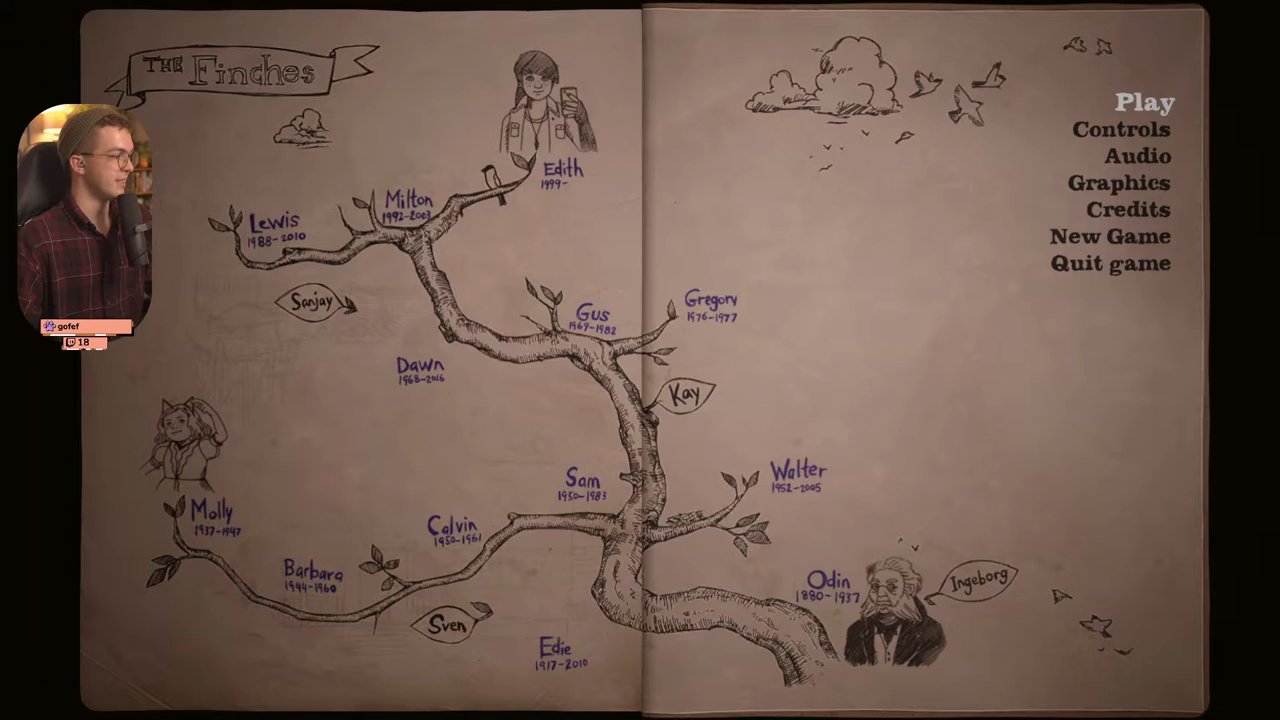 THE Finches
Edith
1999-
Milton
1992-2003
Lewis
1988-2010
Sanjay
Gus
1969-1982
Gregory
1976-1977
Dawn
1968-2016
Kay
Sam
1950-1983
Walter
1952-2005
Molly
1937-1947
Calvin
1950-1961
Barbara
1944-1960
Sven
Edie
1917-2010
Odin
1880-1937
Ingeborg
Play
Controls
Audio
Graphics
Credits
New Game
Quit game
gofef
18